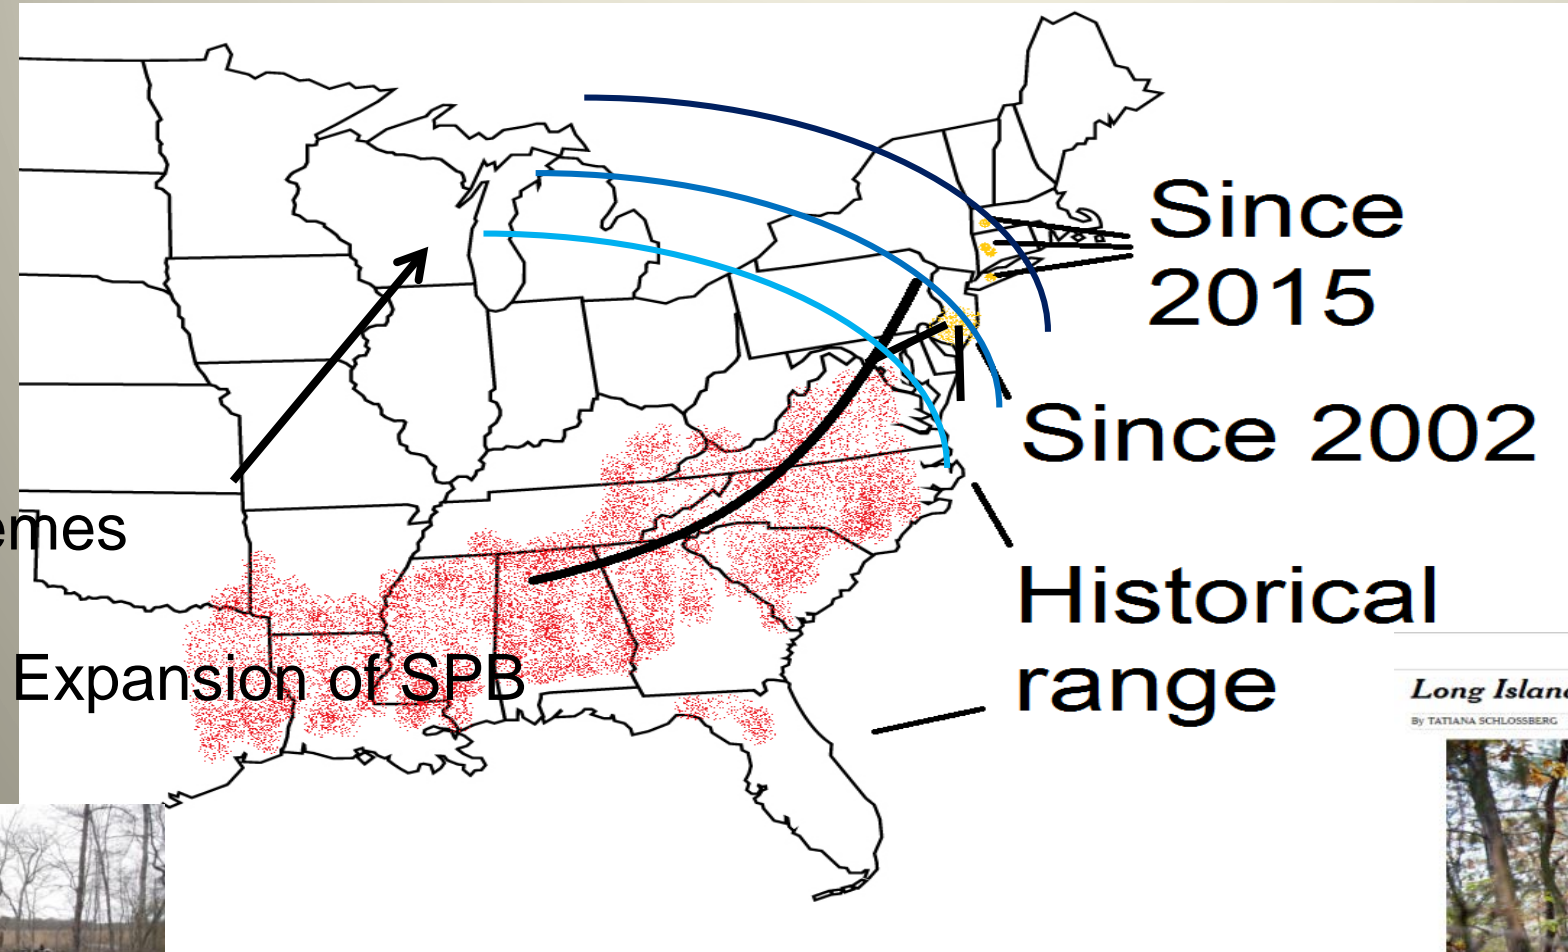 Since
2015
Since 2002
emes
Historical
range
Expansion of SPB
Long Islan
By TATIANA SCHLOSSBERG